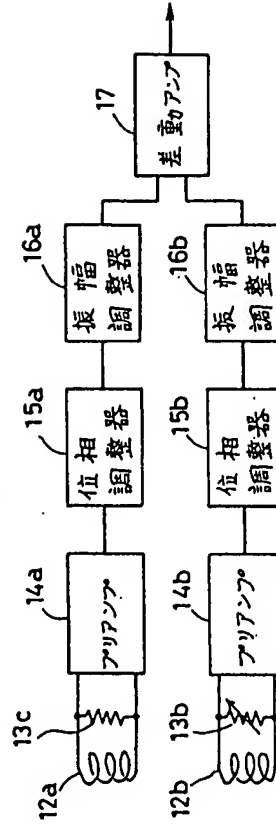 12a
13c
14a
プリアンプ
15a
位相
調整器
16a
振幅
調整器
17
差動アンプ
12b
13b
14b
プリアンプ
15b
位相
調整器
16b
振幅
調整器